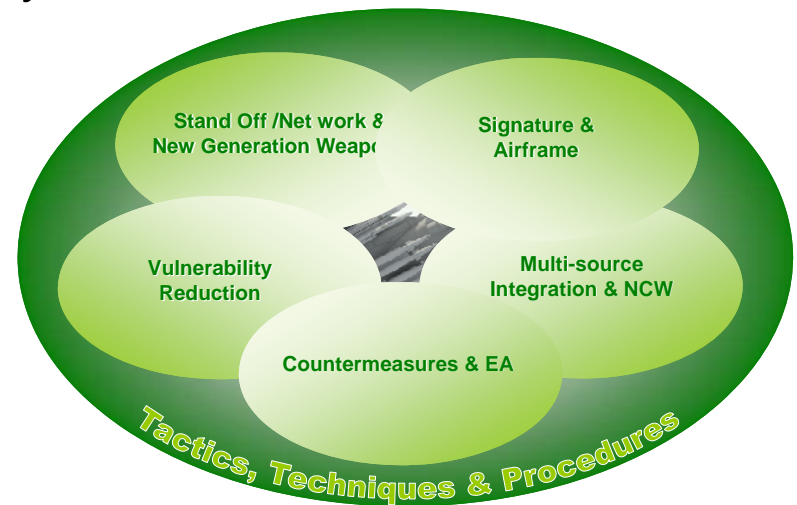 Stand Off /Net work &
New Generation Weapo
Signature &
Airframe
Vulnerability
Reduction
Multi-source
Integration & NCW
Countermeasures & EA
Tactics, Techniques & Procedures